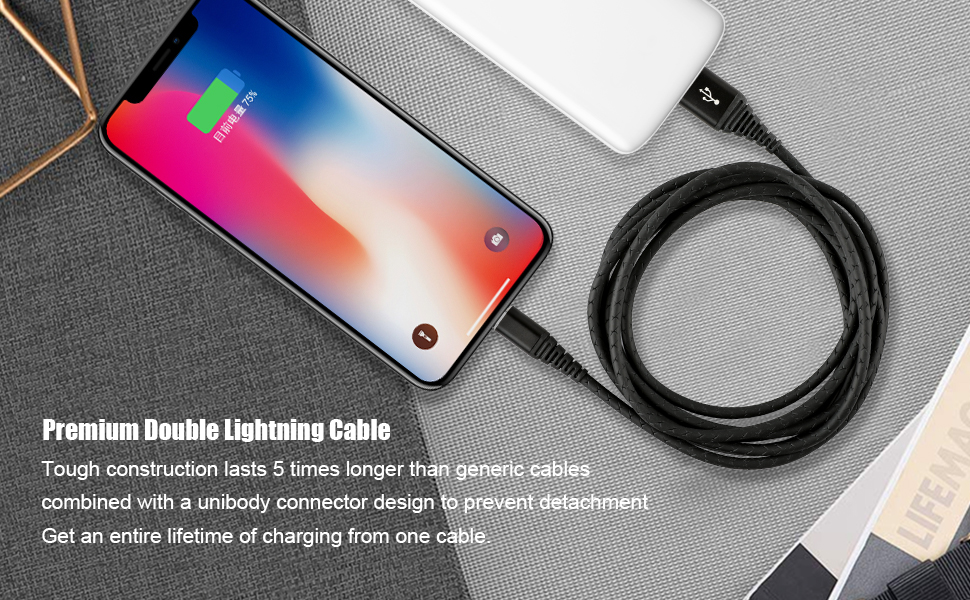 目前电量 75%
Premium Double Lightning Cable
Tough construction lasts 5 times longer than generic cables
combined with a unibody connector design to prevent detachment
Get an entire lifetime of charging from one cable.
LIFEMAG